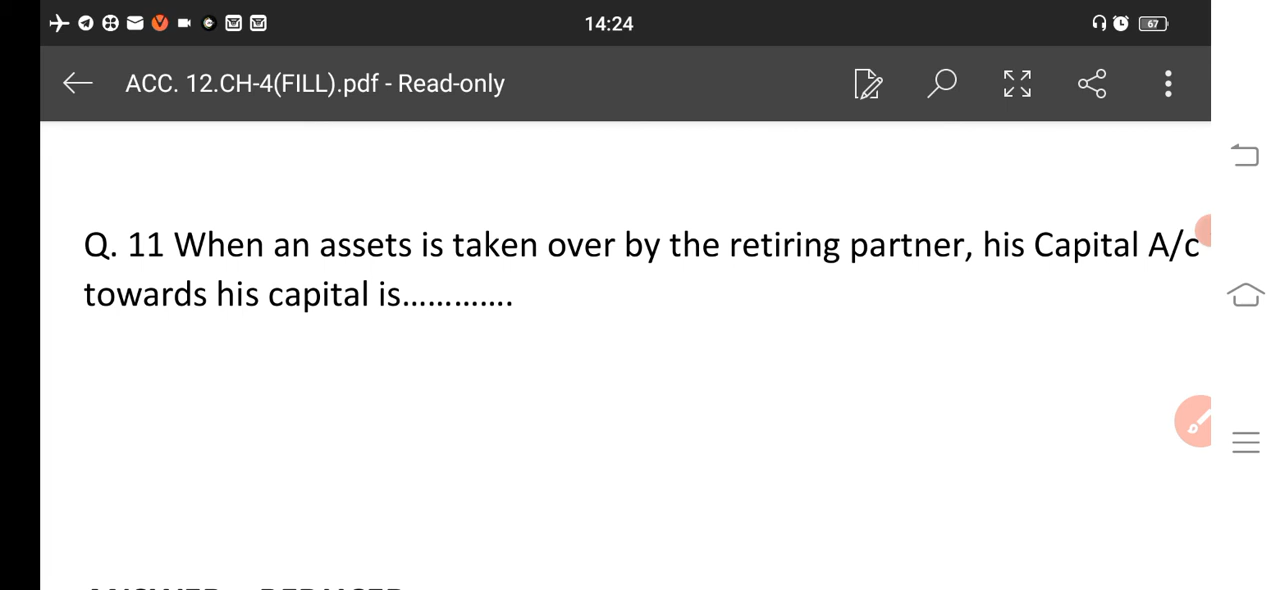 14:24
67
ACC. 12.CH-4(FILL).pdf - Read-only
Q. 11 When an assets is taken over by the retiring partner, his Capital A/c
towards his capital is.............